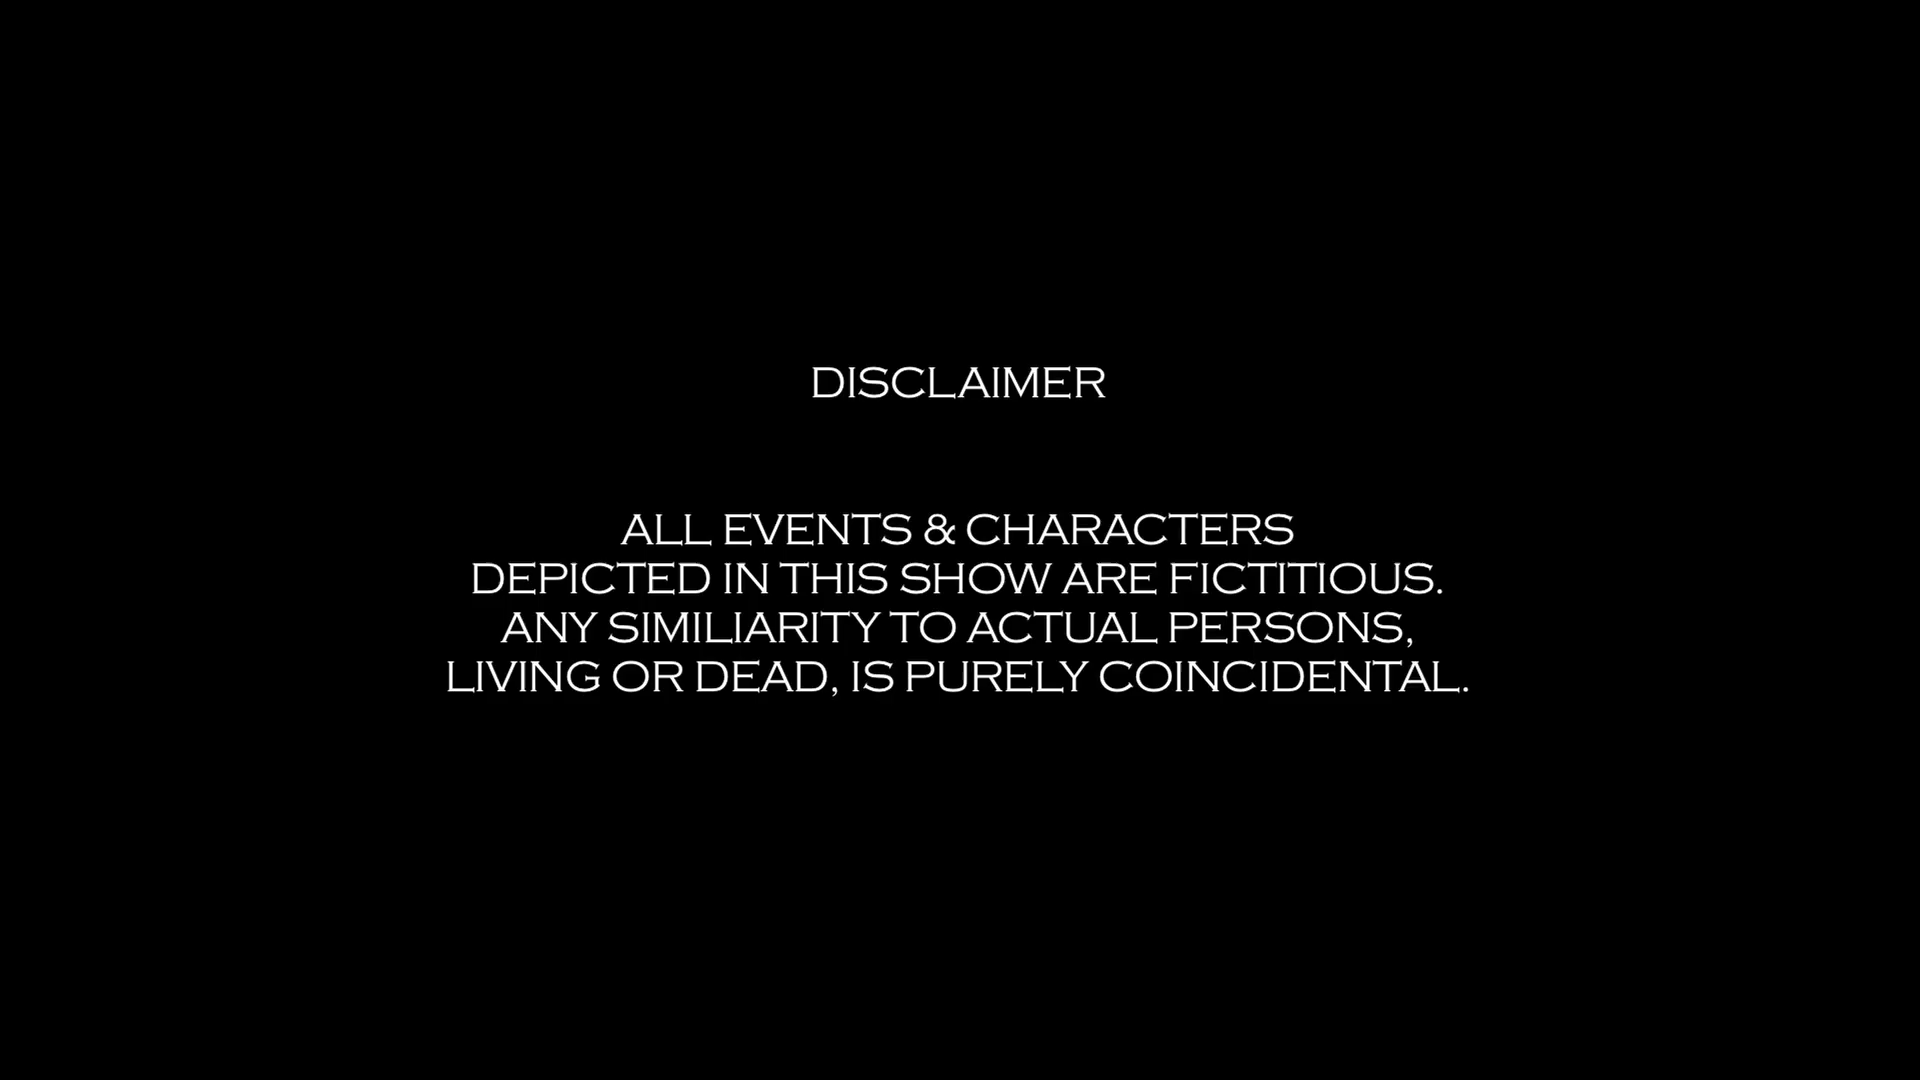 DISCLAIMER
ALL EVENTS & CHARACTERS
DEPICTED IN THIS SHOW ARE FICTITIOUS.
ANY SIMILIARITY TO ACTUAL PERSONS,
LIVING OR DEAD, IS PURELY COINCIDENTAL.